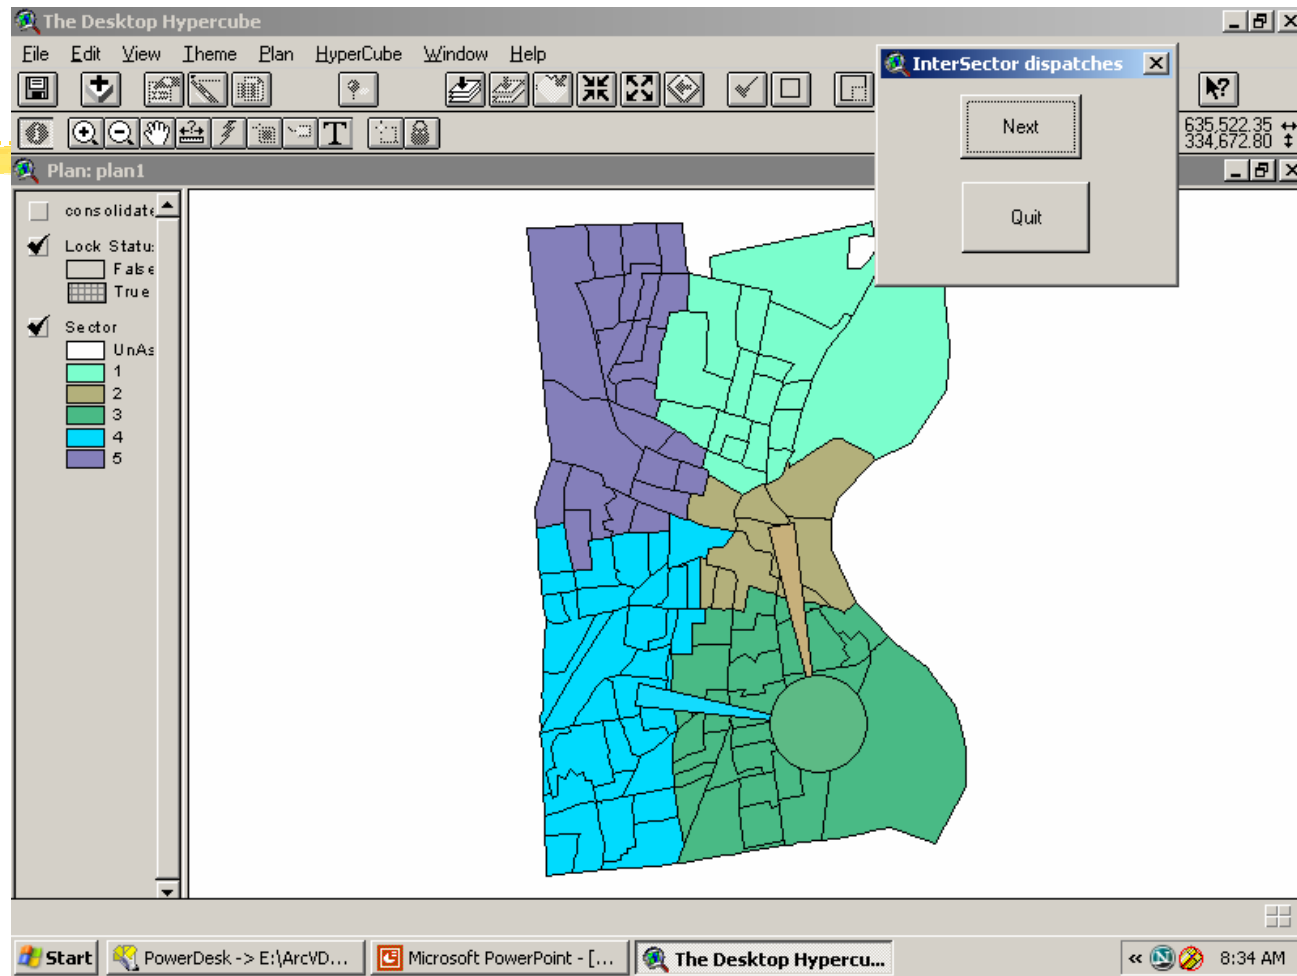 The Desktop Hypercube
File Edit View Theme Plan HyperCube Window Help
InterSector dispatches
Next
Quit
T
635,522.35
334,672.80
Plan: plan1
consolidate
Lock Statu:
False
True
Sector
UnAs
1
2
3
4
5
Start
PowerDesk -> E:\ArcVD...
Microsoft PowerPoint - [...
The Desktop Hypercu...
8:34 AM